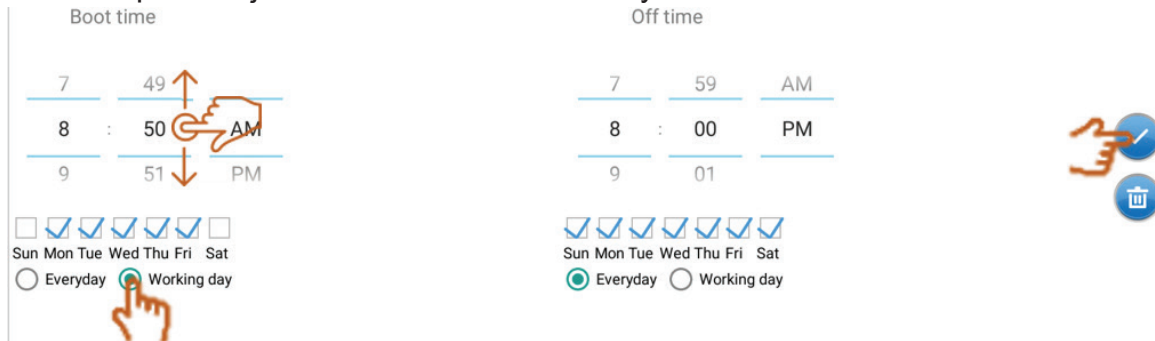 Boot time
Off time
7 49
8 : 50 AM
9 51 PM
7 59 AM
8 : 00 PM
9 01
Sun Mon Tue Wed Thu Fri Sat
Everyday Working day
Sun Mon Tue Wed Thu Fri Sat
Everyday Working day